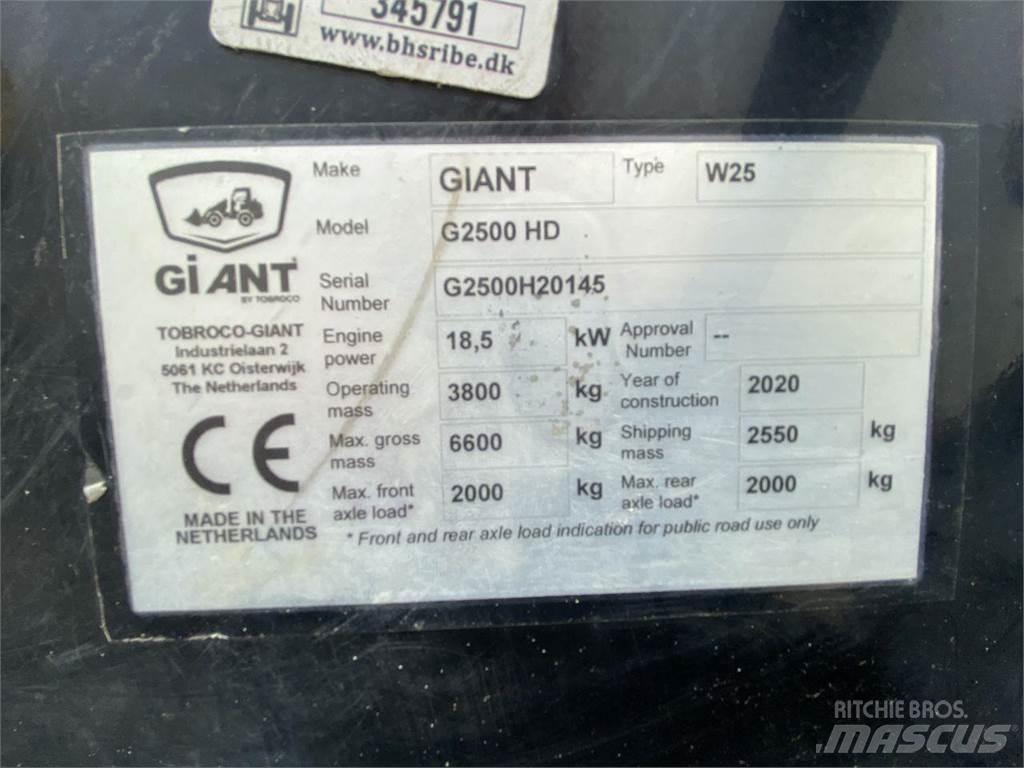 345791
www.bhsribe.dk
GiANT
BY TOBROCO
TOBROCO-GIANT
Industrielaan 2
5061 KC Oisterwijk
The Netherlands
CE
MADE IN THE
NETHERLANDS
Make GIANT Type W25
Model G2500 HD
Serial Number G2500H20145
Engine power 18,5 kW Approval Number --
Operating mass 3800 kg Year of construction 2020
Max. gross mass 6600 kg Shipping mass 2550 kg
Max. front axle load* 2000 kg Max. rear axle load* 2000 kg
* Front and rear axle load indication for public road use only
RITCHIE BROS.
MASCUS